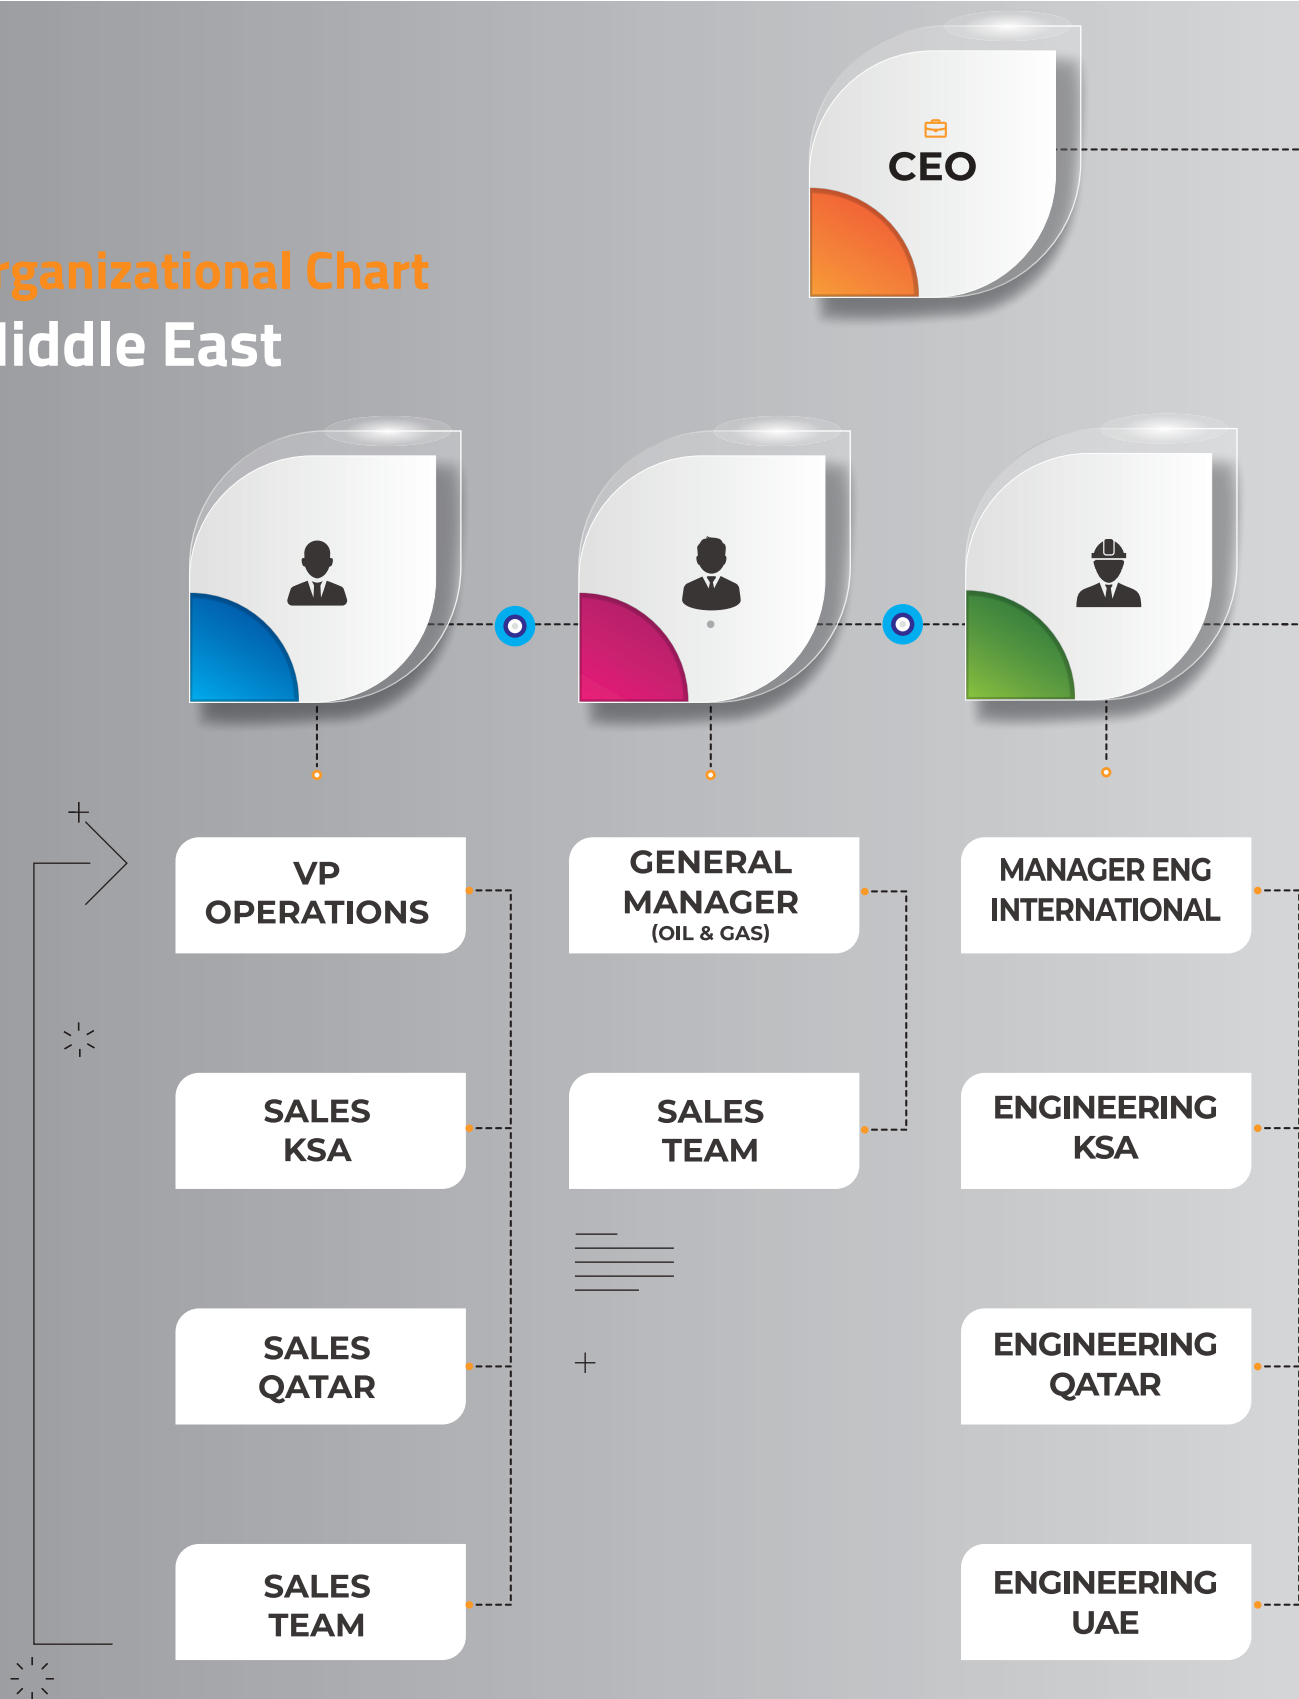 CEO
rganizational Chart
iddle East
VP
OPERATIONS
GENERAL
MANAGER
(OIL & GAS)
MANAGER ENG
INTERNATIONAL
SALES
KSA
SALES
TEAM
ENGINEERING
KSA
SALES
QATAR
ENGINEERING
QATAR
SALES
TEAM
ENGINEERING
UAE